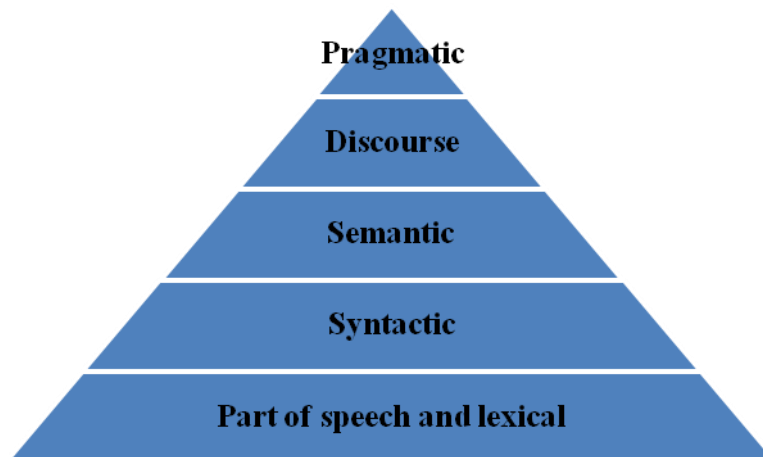 Pragmatic
Discourse
Semantic
Syntactic
Part of speech and lexical